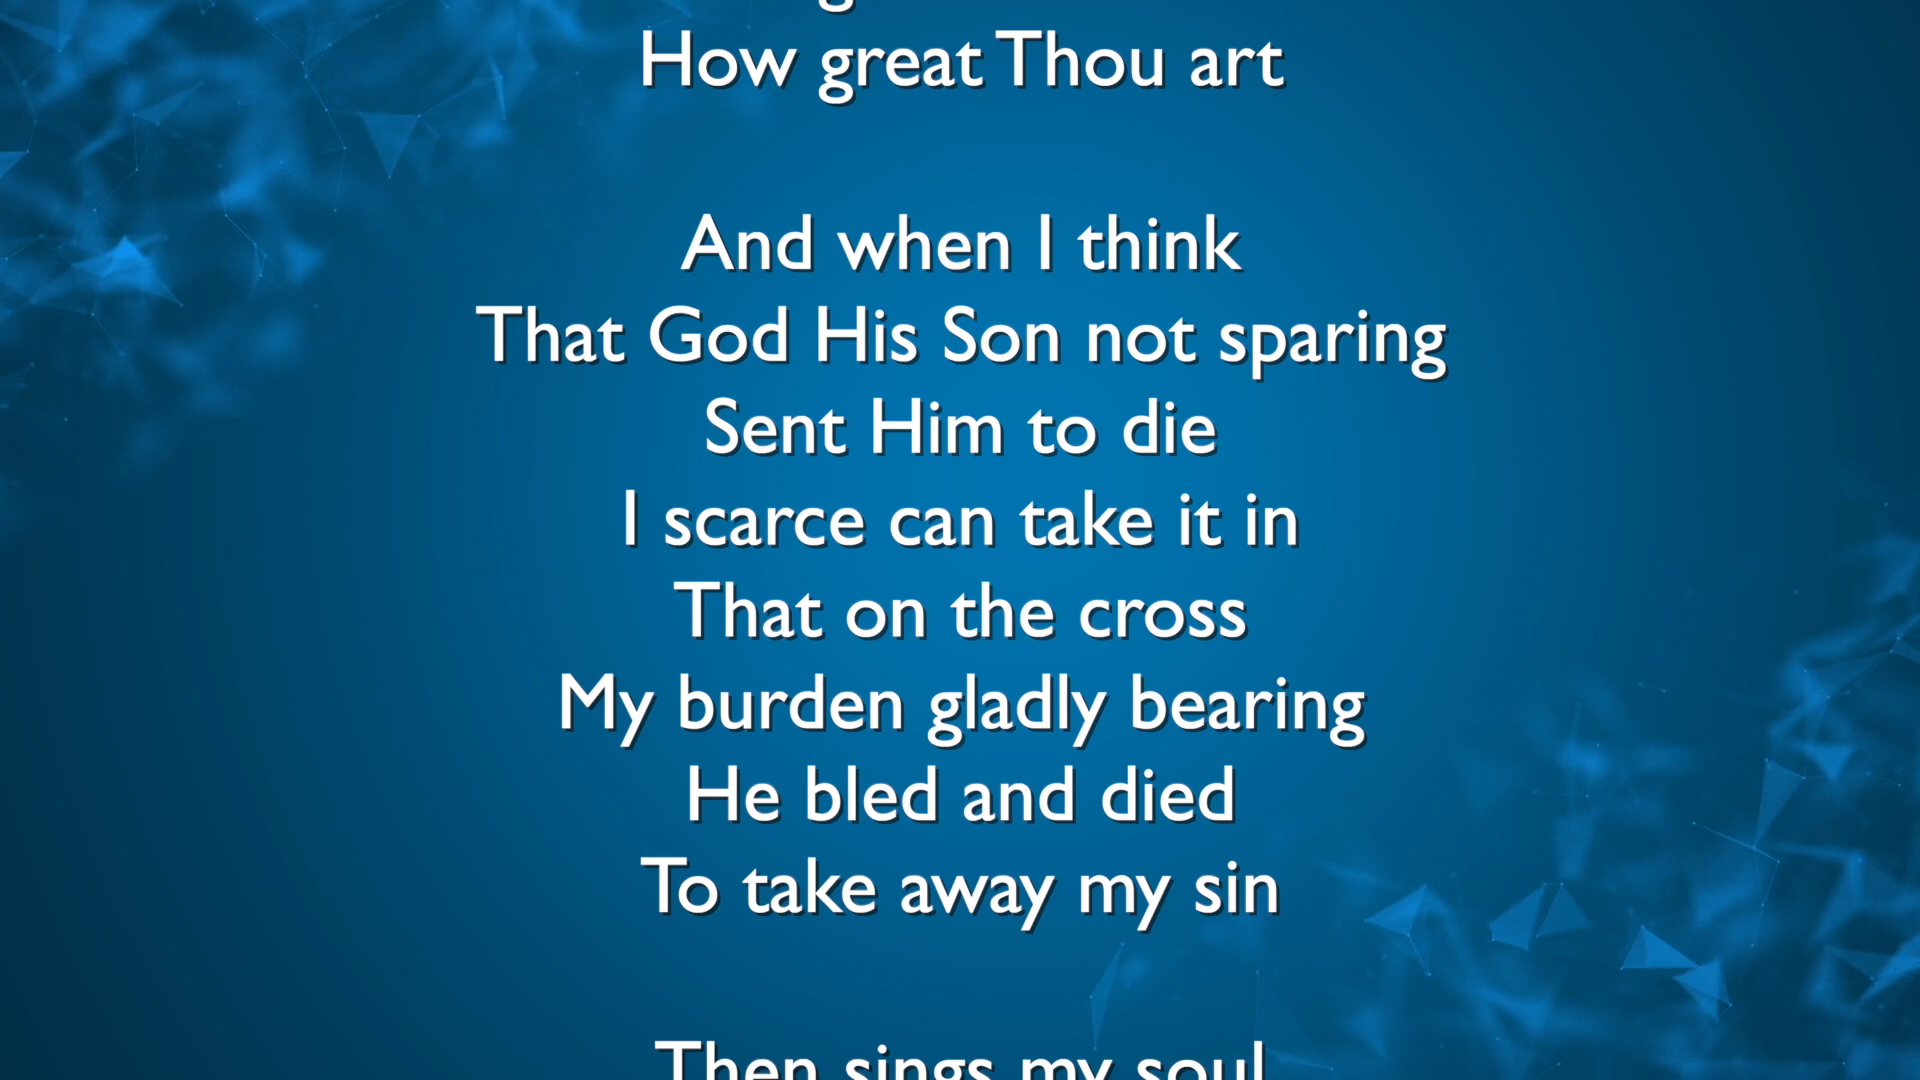 How great Thou art
And when I think
That God His Son not sparing
Sent Him to die
I scarce can take it in
That on the cross
My burden gladly bearing
He bled and died
To take away my sin
Then sings my soul